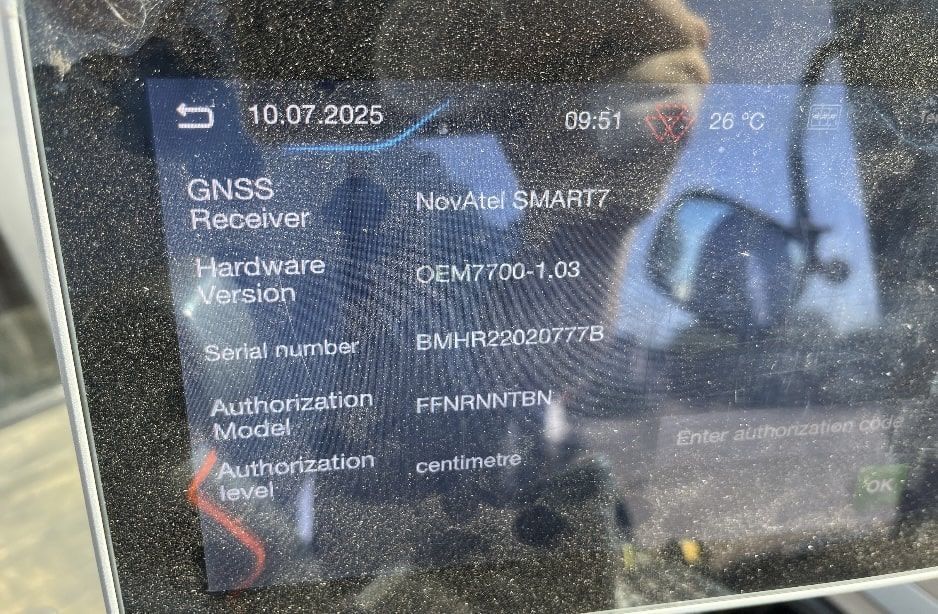 10.07.2025 09:51 26 °C
GNSS
Receiver
NovAtel SMART7
Hardware
Version
OEM7700-1.03
Serial number
BMHR22020777B
Authorization
Model
FFNRNNTBN
Enter authorization code
Authorization
level
centimetre
OK